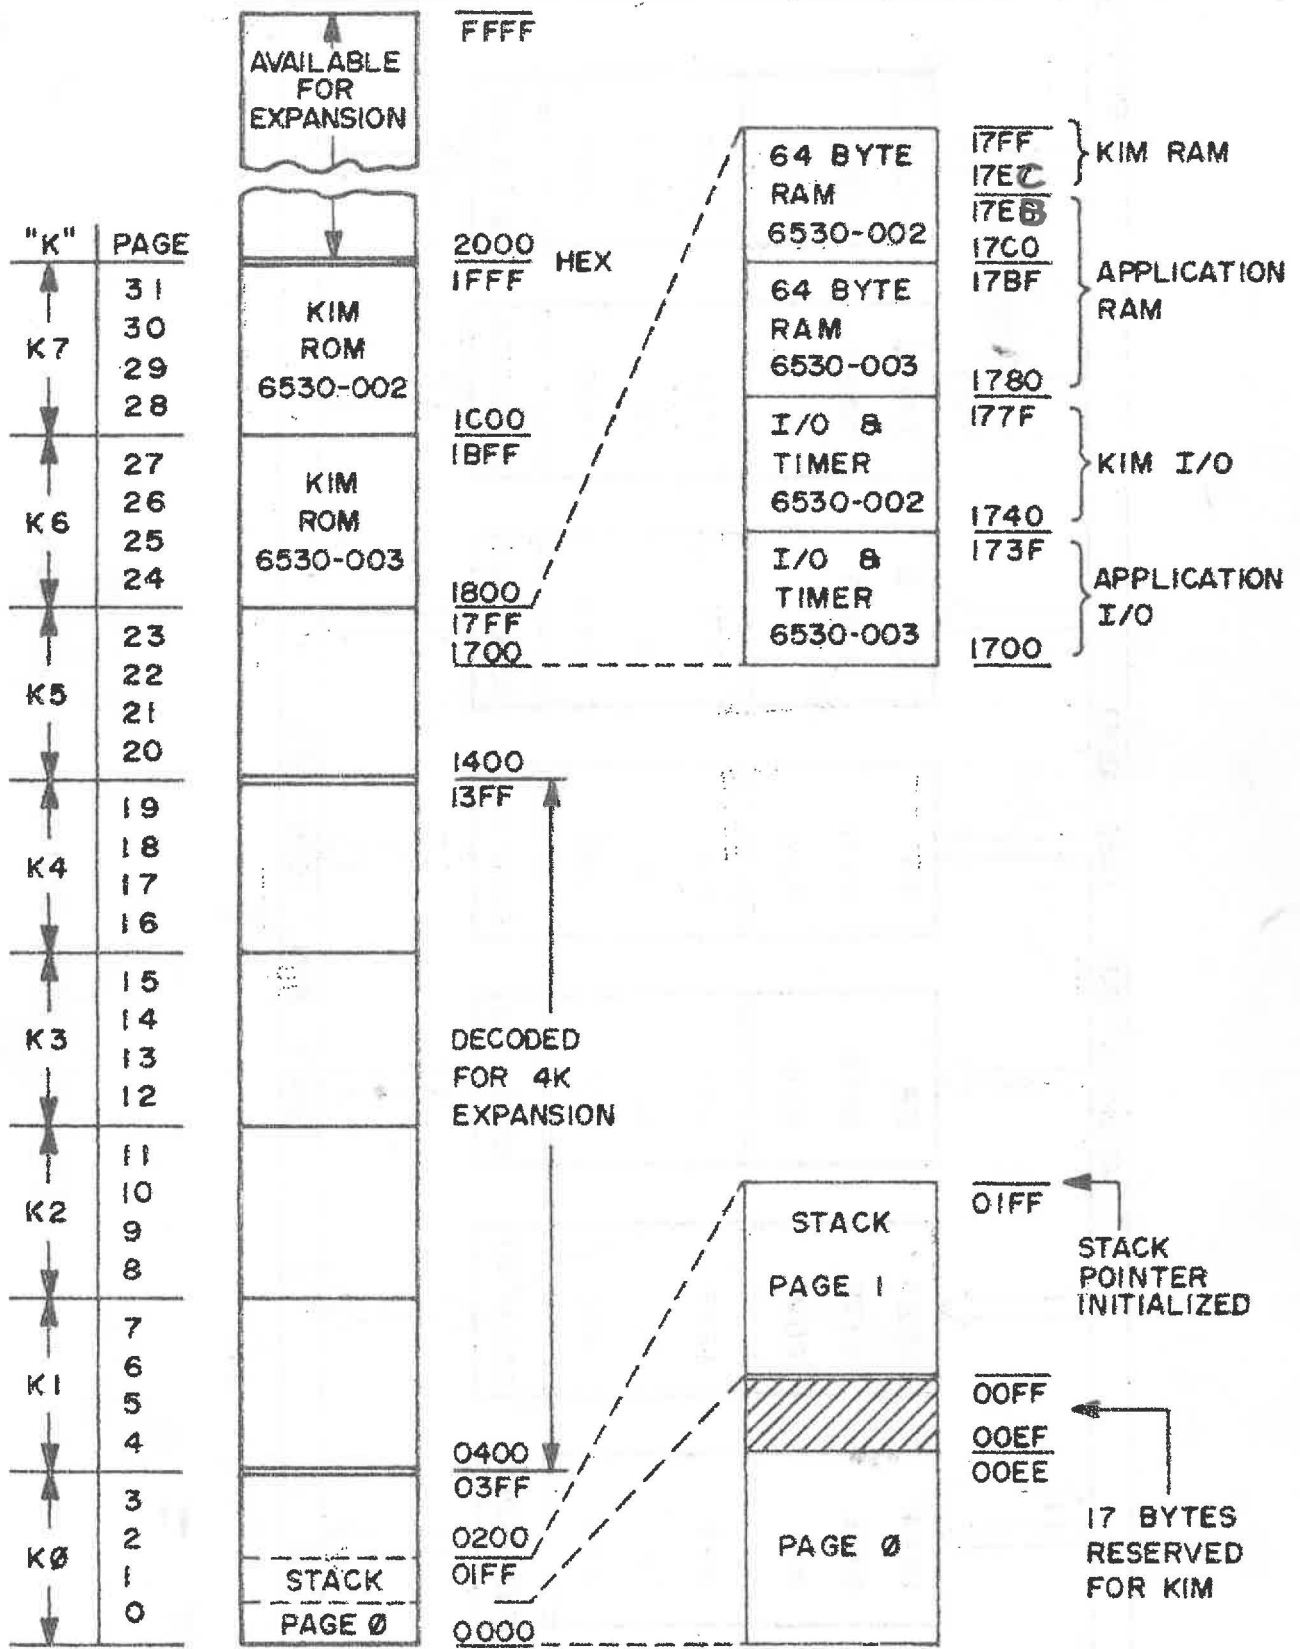 FFFF
AVAILABLE
FOR
EXPANSION
"K" PAGE
2000
1FFF
HEX
K7
31
30
29
28
KIM
ROM
6530-002
1C00
1BFF
K6
27
26
25
24
KIM
ROM
6530-003
1800
17FF
1700
K5
23
22
21
20
1400
13FF
K4
19
18
17
16
K3
15
14
13
12
DECODED
FOR 4K
EXPANSION
K2
11
10
9
8
K1
7
6
5
4
0400
03FF
KØ
3
2
1
0
0200
01FF
STACK
PAGE Ø
0000
64 BYTE
RAM
6530-002
17FF
17EC
KIM RAM
17EB
17C0
17BF
64 BYTE
RAM
6530-003
APPLICATION
RAM
1780
177F
I/O &
TIMER
6530-002
KIM I/O
1740
173F
I/O &
TIMER
6530-003
APPLICATION
I/O
1700
01FF
STACK
PAGE 1
STACK
POINTER
INITIALIZED
00FF
00EF
00EE
PAGE Ø
17 BYTES
RESERVED
FOR KIM